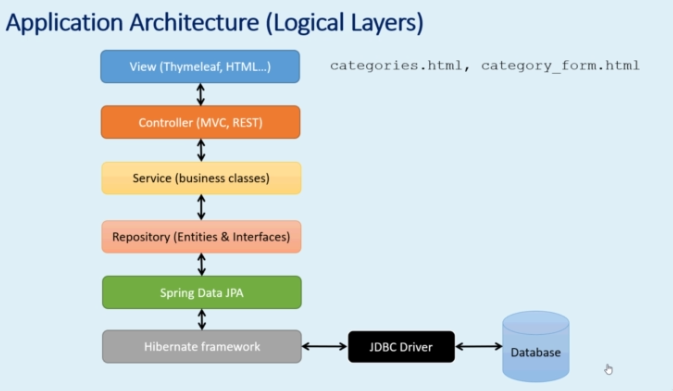 Application Architecture (Logical Layers)
View (Thymeleaf, HTML...)
categories.html, category_form.html
Controller (MVC, REST)
Service (business classes)
Repository (Entities & Interfaces)
Spring Data JPA
Hibernate framework
JDBC Driver
Database